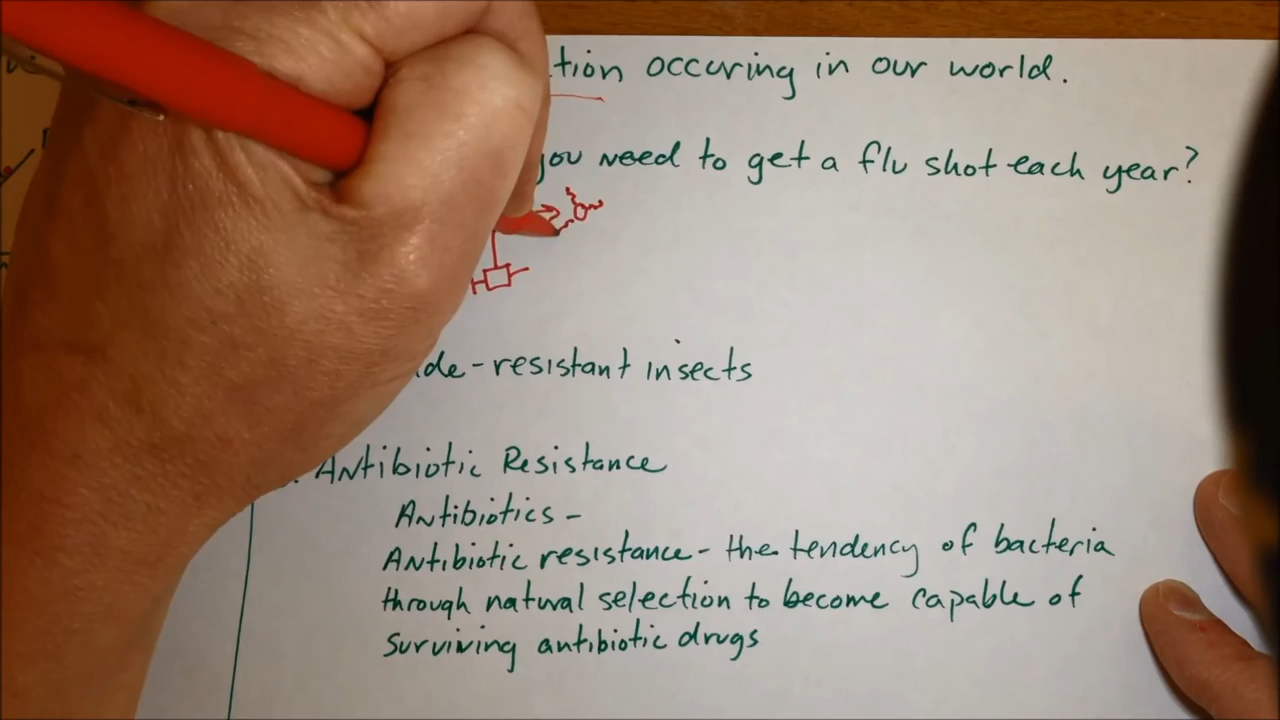 tion occuring in our world.
you need to get a flu shot each year?
ide-resistant insects
Antibiotic Resistance
Antibiotics -
Antibiotic resistance - the tendency of bacteria
through natural selection to become capable of
surviving antibiotic drugs